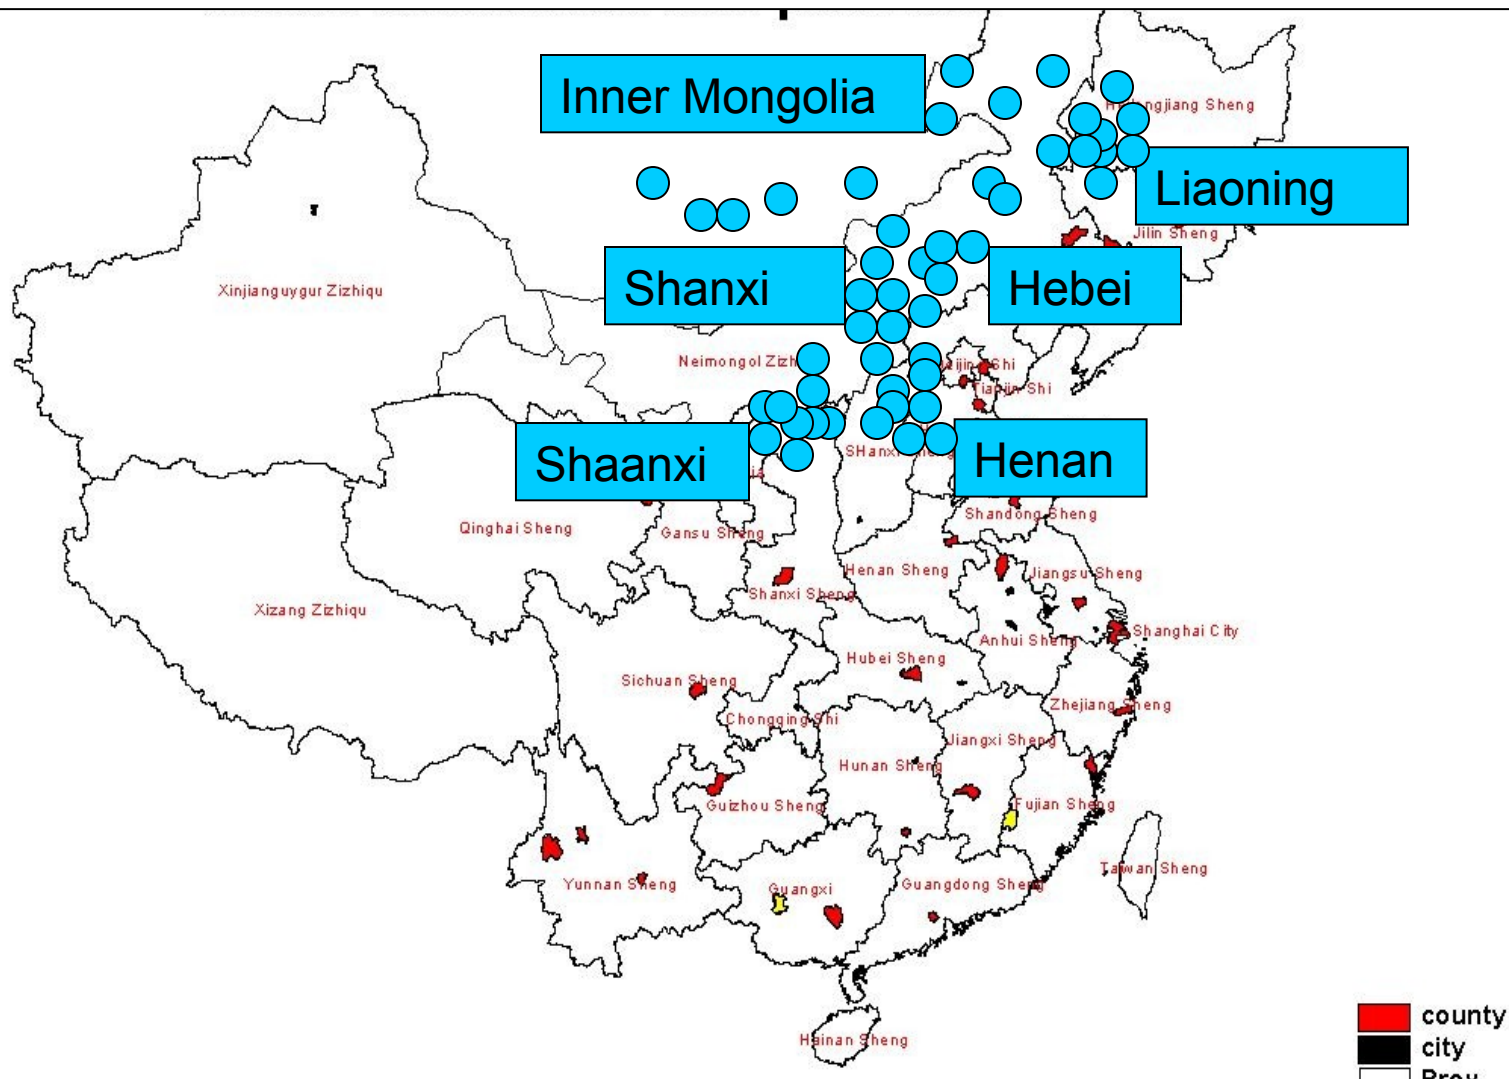 Inner Mongolia
Liaoning
Jilin Sheng
Shanxi
Hebei
Xinjianguygur Zizhiqu
Neimongol Zizh
Tianjin Shi
Shaanxi
Henan
SHanxi
Shandong Sheng
Qinghai Sheng
Gansu Sheng
Henan Sheng
Jiangsu Sheng
Shanxi Sheng
Xizang Zizhiqu
Shanghai City
Anhui Sheng
Hubei Sheng
Sichuan Sheng
Zhejiang Sheng
Chongqing Shi
Jiangxi Sheng
Hunan Sheng
Guizhou Sheng
Fujian Sheng
Taiwan Sheng
Yunnan Sheng
Guangxi
Guangdong Sheng
county
city
Hainan Sheng